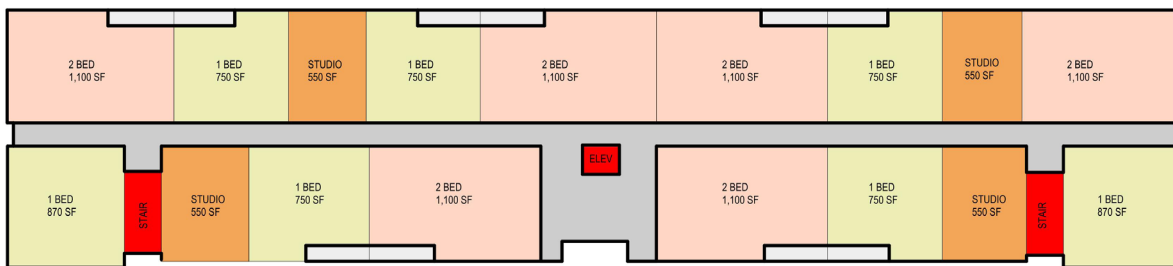 2 BED
1,100 SF
1 BED
750 SF
STUDIO
550 SF
1 BED
750 SF
2 BED
1,100 SF
2 BED
1,100 SF
1 BED
750 SF
STUDIO
550 SF
2 BED
1,100 SF
ELEV
1 BED
870 SF
STAIR
STUDIO
550 SF
1 BED
750 SF
2 BED
1,100 SF
2 BED
1,100 SF
1 BED
750 SF
STUDIO
550 SF
STAIR
1 BED
870 SF